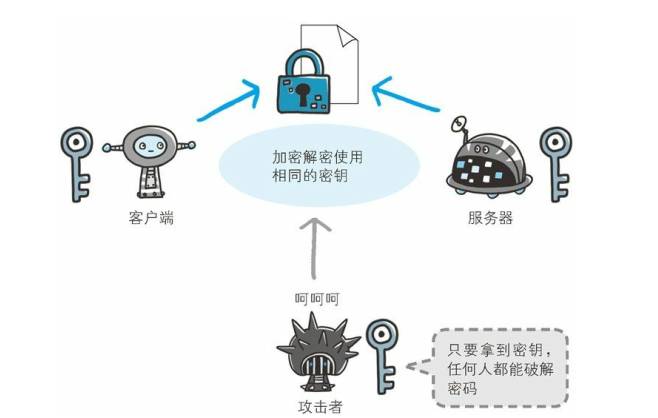 加密解密使用
相同的密钥
客户端
服务器
呵呵呵
攻击者
只要拿到密钥，
任何人都能破解
密码